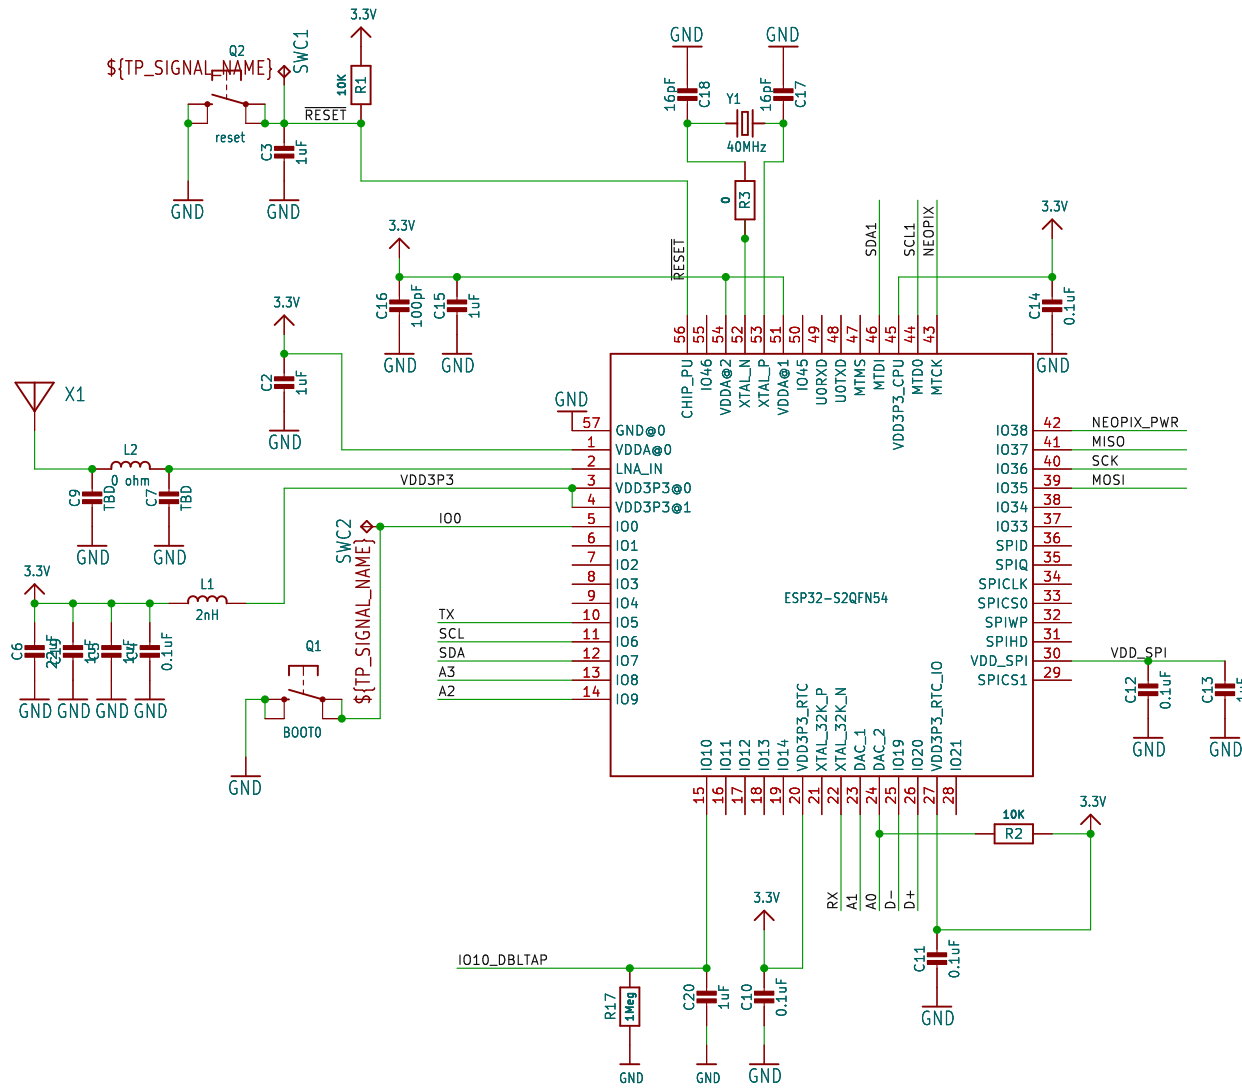 3.3V
Q2
SWC1
${TP_SIGNAL_NAME}
10K
R1
RESET
reset
C3
1uF
GND
GND
GND
GND
16pF
C18
16pF
C17
Y1
40MHz
0
R3
RESET
SDA1
SCL1
NEOPIX
3.3V
C14
0.1uF
GND
3.3V
C16
100pF
C15
1uF
GND
GND
3.3V
C2
1uF
GND
X1
L2
0 ohm
C9
TBD
C7
TBD
GND
GND
VDD3P3
IO0
SWC2
${TP_SIGNAL_NAME}
3.3V
L1
2nH
C6
C5
1uF
C4
0.1uF
GND
GND
GND
GND
Q1
BOOT0
GND
TX
SCL
SDA
A3
A2
GND
56
55
54
52
53
51
50
49
48
47
46
45
44
43
CHIP_PU
IO46
VDDA@2
XTAL_N
XTAL_P
VDDA@1
IO45
U0RXD
U0TXD
MTMS
MTDI
VDD3P3_CPU
MTDO
MTCK
57
GND@0
1
VDDA@0
2
LNA_IN
3
VDD3P3@0
4
VDD3P3@1
5
IO0
6
IO1
7
IO2
8
IO3
9
IO4
10
IO5
11
IO6
12
IO7
13
IO8
14
IO9
ESP32-S2QFN54
IO38
42
NEOPIX_PWR
IO37
41
MISO
IO36
40
SCK
IO35
39
MOSI
IO34
38
IO33
37
SPID
36
SPIQ
35
SPICLK
34
SPICS0
33
SPIWP
32
SPIHD
31
VDD_SPI
30
VDD_SPI
SPICS1
29
C12
0.1uF
C13
GND
GND
IO10
IO11
IO12
IO13
IO14
VDD3P3_RTC
XTAL_32K_P
XTAL_32K_N
DAC_1
DAC_2
IO19
IO20
VDD3P3_RTC_IO
IO21
15
16
17
18
19
20
21
22
23
24
25
26
27
28
10K
R2
3.3V
RX
A1
A0
D-
D+
C11
0.1uF
GND
3.3V
IO10_DBLTAP
R17
1Meg
C20
1uF
C10
0.1uF
GND
GND
GND